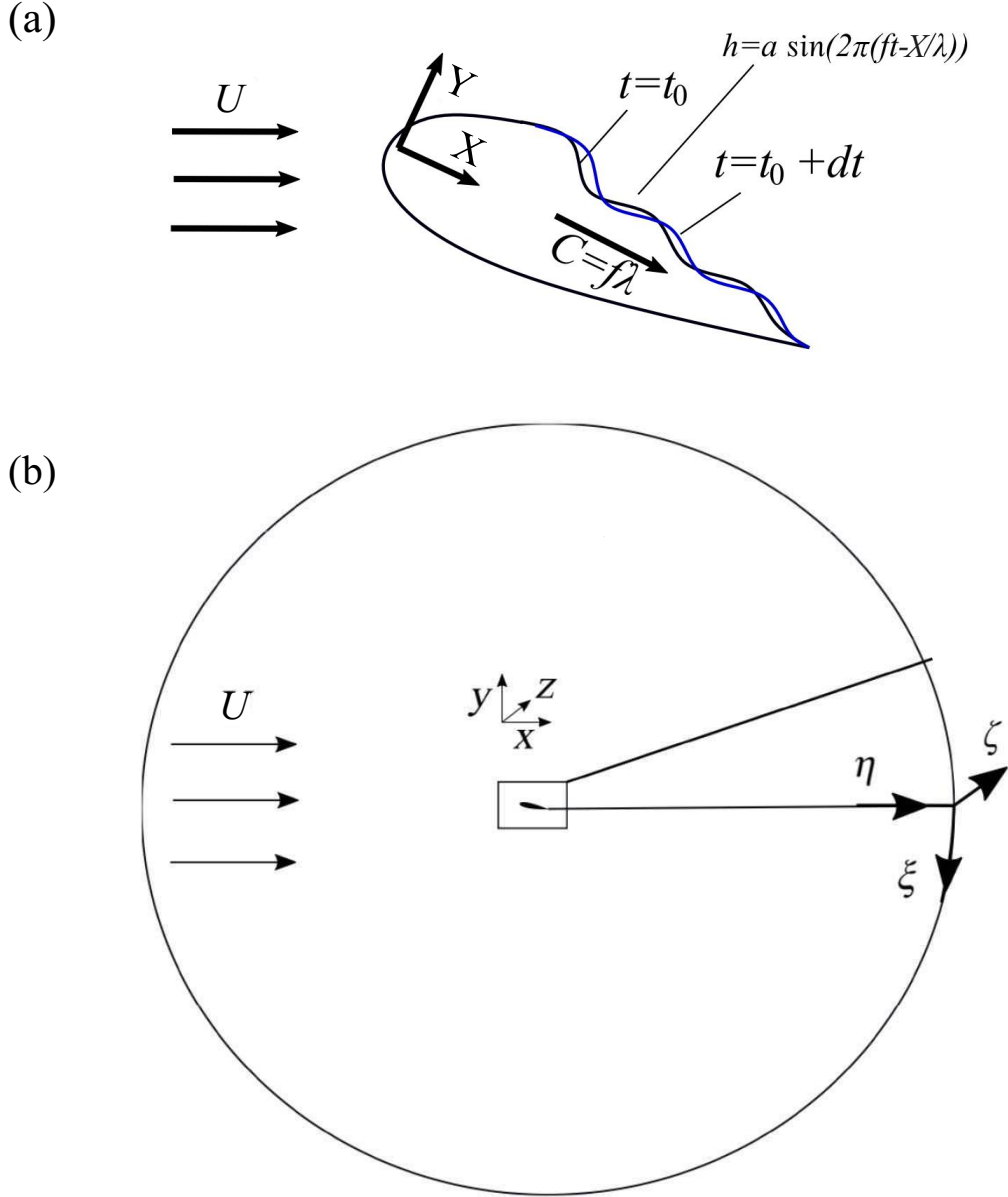 (a)
h=a sin(2π(ft-X/λ))
U
Y
t=t₀
X
t=t₀ +dt
C=fλ
(b)
U
y
z
x
η
ζ
ξ